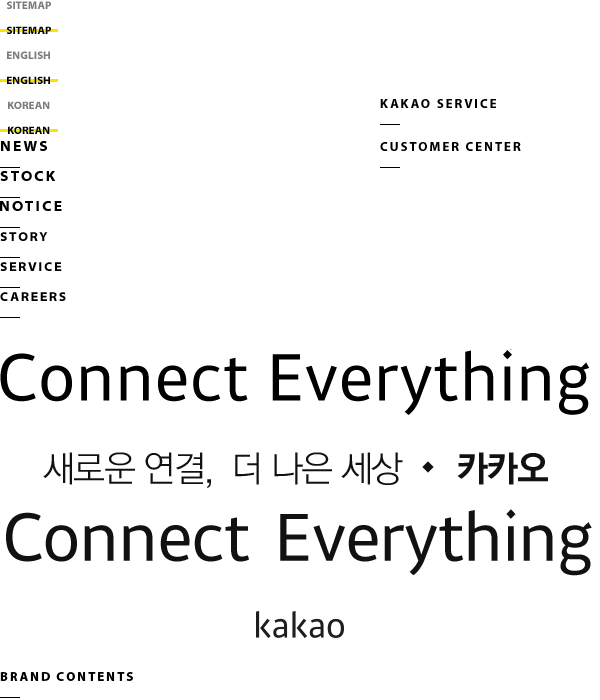 SITEMAP
SITEMAP
ENGLISH
ENGLISH
KOREAN
KOREAN
NEWS
STOCK
NOTICE
STORY
SERVICE
CAREERS
KAKAO SERVICE
CUSTOMER CENTER
Connect Everything
새로운 연결, 더 나은 세상 ◆ 카카오
Connect Everything
kakao
BRAND CONTENTS